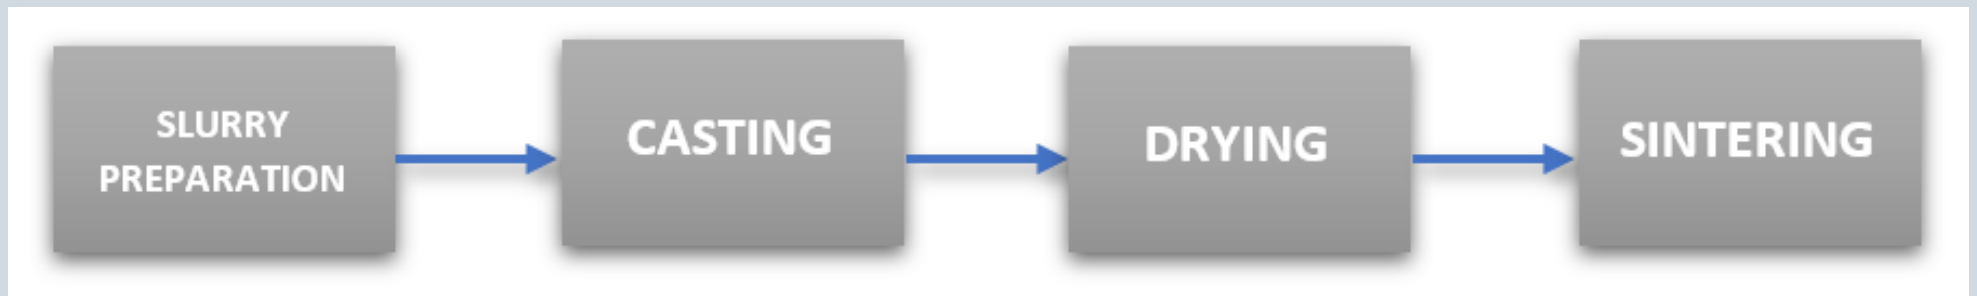 SLURRY
PREPARATION
CASTING
DRYING
SINTERING